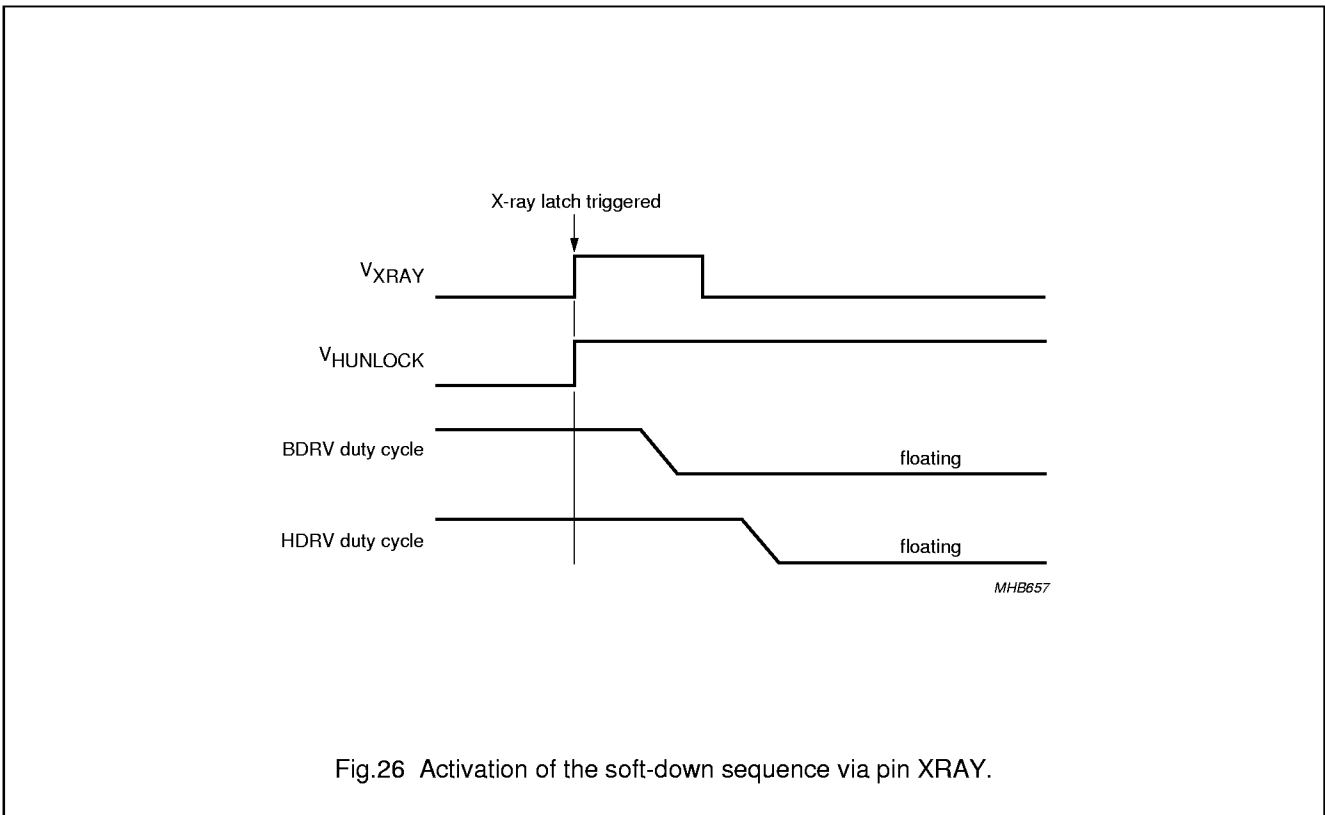 X-ray latch triggered
VXRAY
VHUNLOCK
BDRV duty cycle
floating
HDRV duty cycle
floating
MHB657
Fig.26 Activation of the soft-down sequence via pin XRAY.